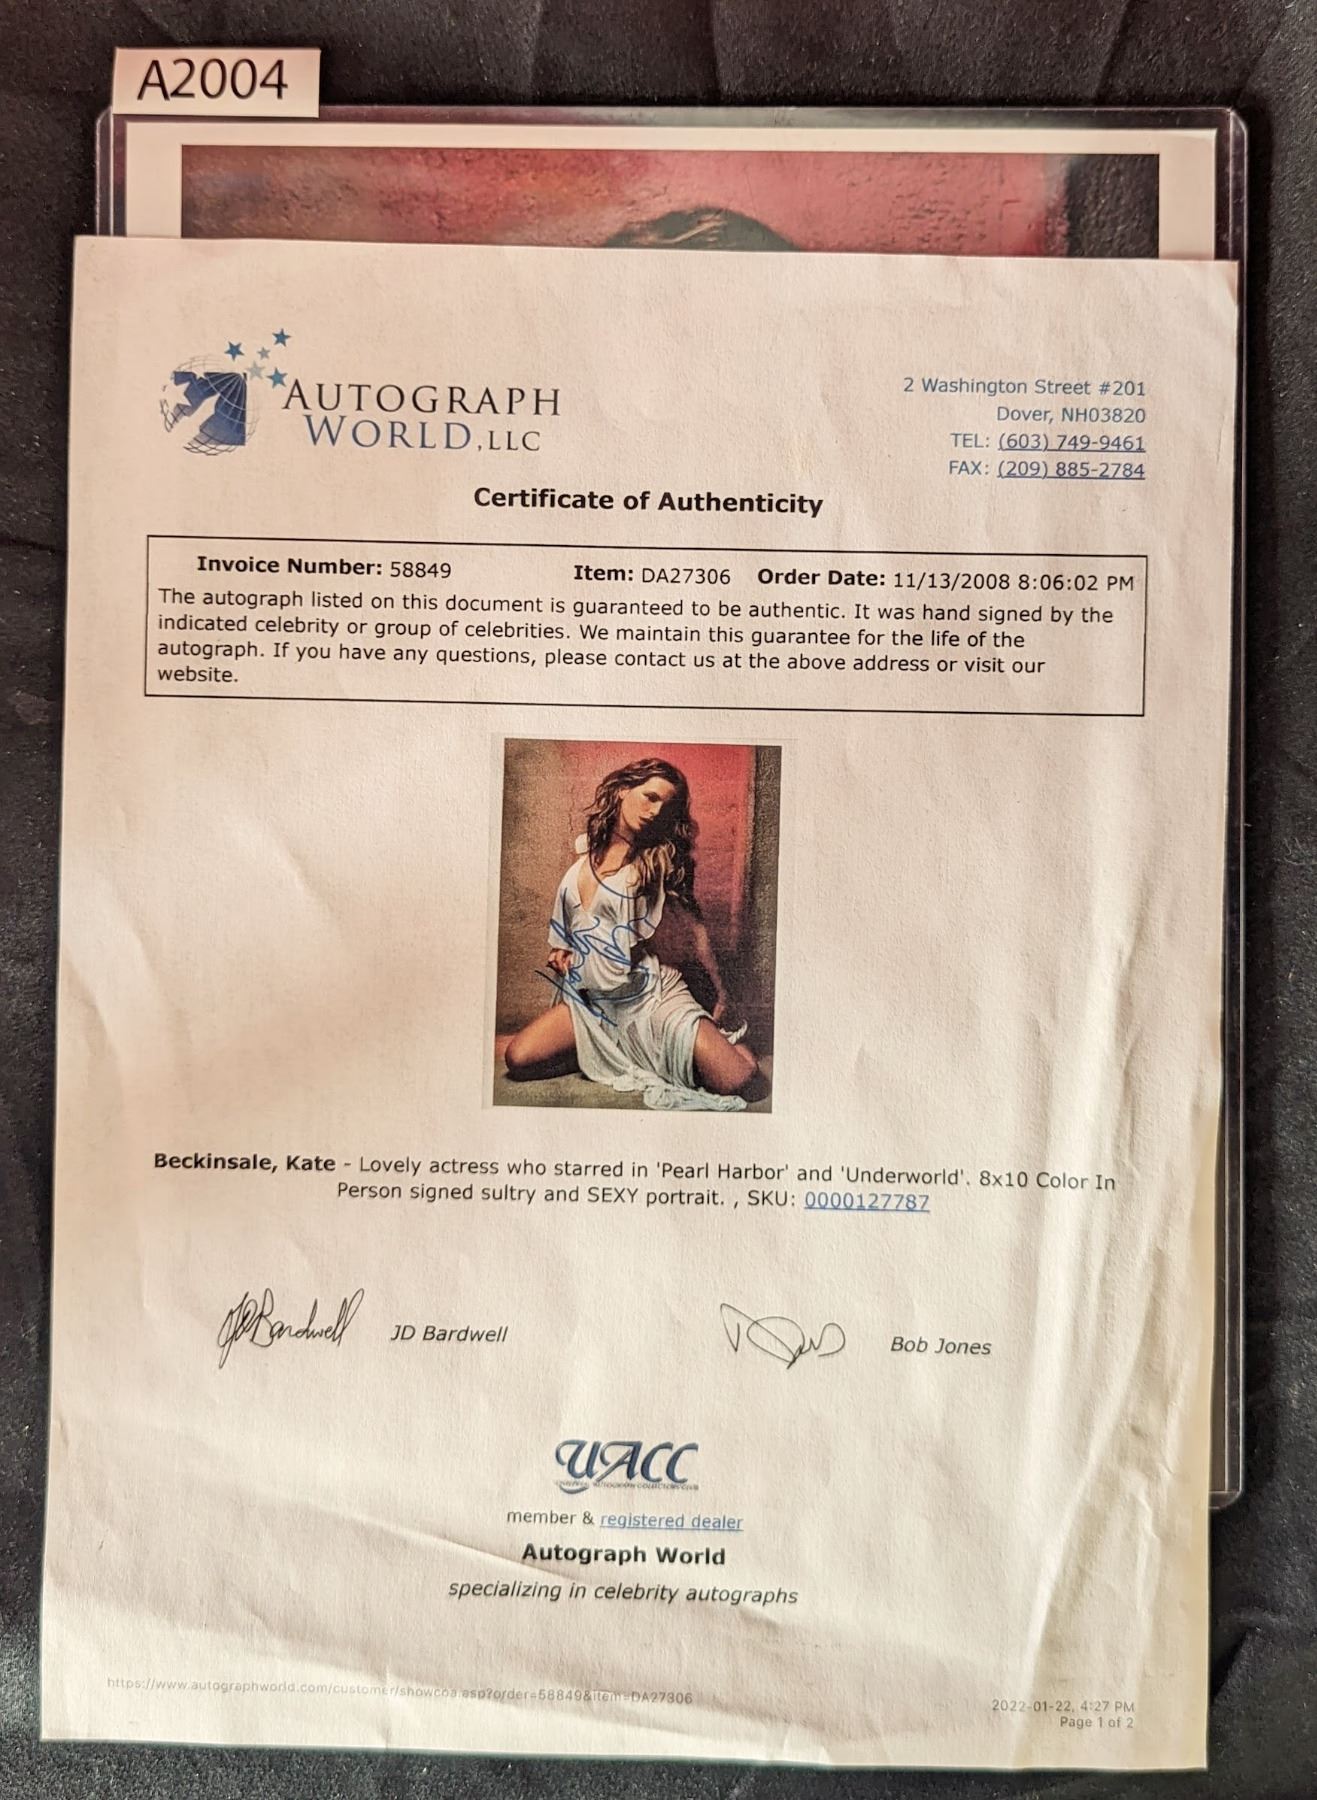 A2004
AUTOGRAPH
WORLD, LLC
2 Washington Street #201
Dover, NH03820
TEL: (603) 749-9461
FAX: (209) 885-2784
Certificate of Authenticity
Invoice Number: 58849 Item: DA27306 Order Date: 11/13/2008 8:06:02 PM
The autograph listed on this document is guaranteed to be authentic. It was hand signed by the
indicated celebrity or group of celebrities. We maintain this guarantee for the life of the
autograph. If you have any questions, please contact us at the above address or visit our
website.
Beckinsale, Kate - Lovely actress who starred in 'Pearl Harbor' and 'Underworld'. 8x10 Color In
Person signed sultry and SEXY portrait. , SKU: 0000127787
JD Bardwell JD Bardwell
Bob Jones
UACC
member & registered dealer
Autograph World
specializing in celebrity autographs
https://www.autographworld.com/customer/showcoa.asp?order=58849&item=DA27306
2022-01-22, 4:27 PM
Page 1 of 2